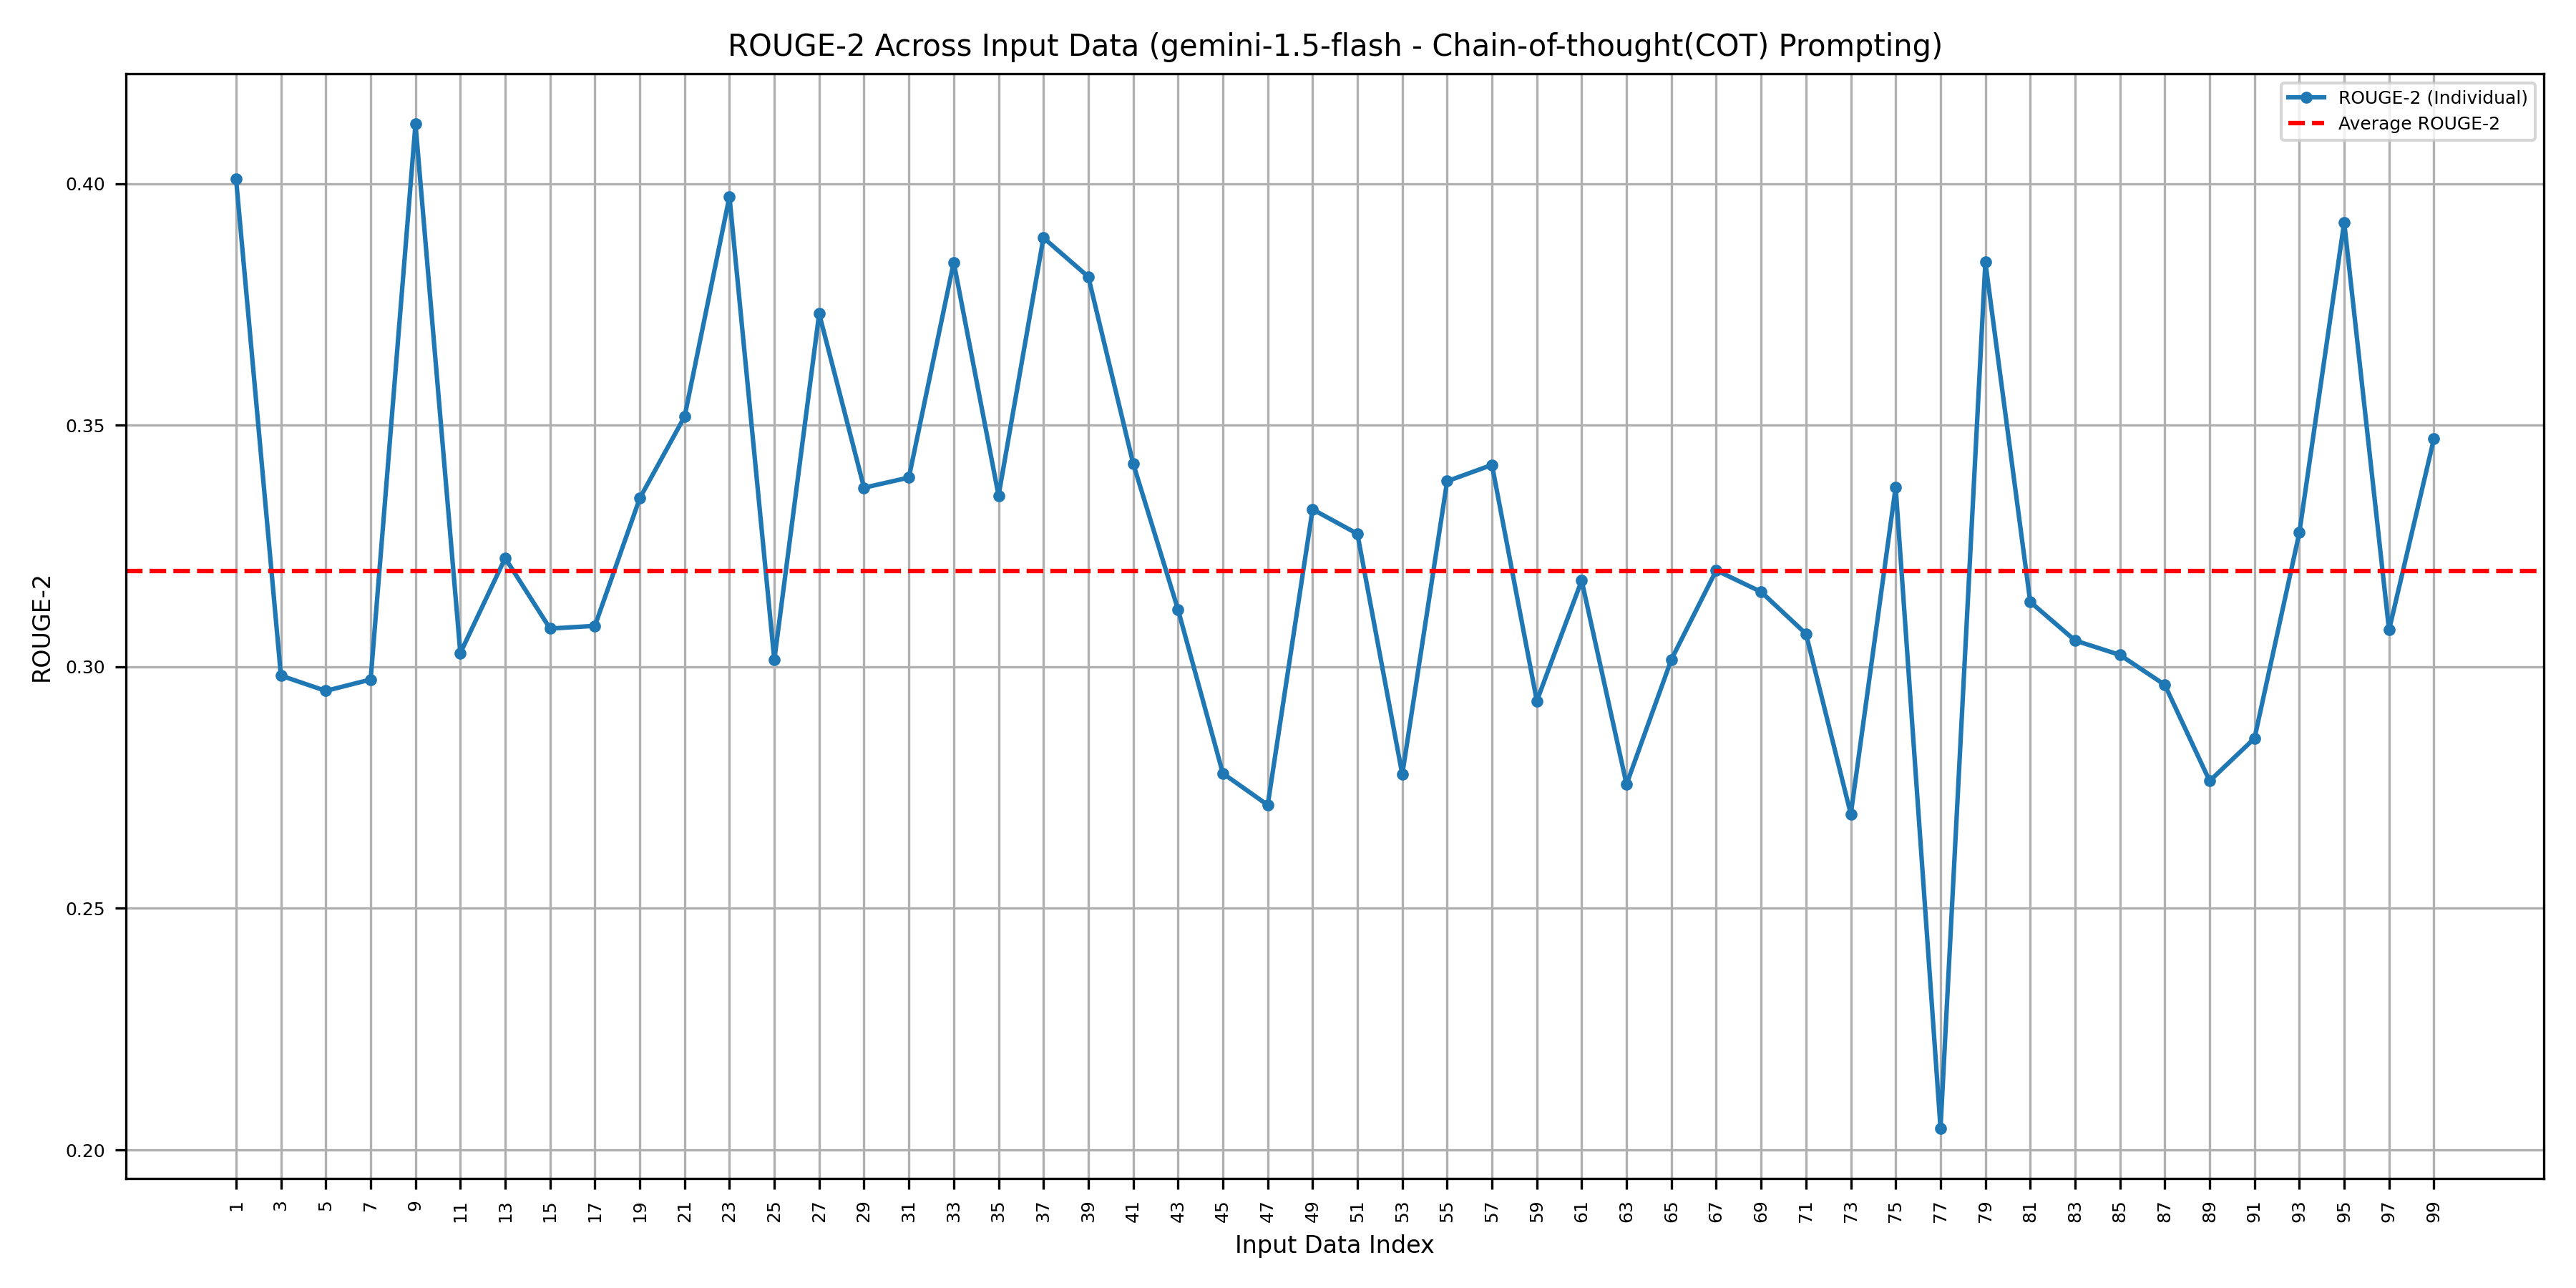 ROUGE-2 Across Input Data (gemini-1.5-flash - Chain-of-thought(COT) Prompting)
ROUGE-2 (Individual)
Average ROUGE-2
0.40
0.35
0.30
0.25
0.20
ROUGE-2
1 3 5 7 9 11 13 15 17 19 21 23 25 27 29 31 33 35 37 39 41 43 45 47 49 51 53 55 57 59 61 63 65 67 69 71 73 75 77 79 81 83 85 87 89 91 93 95 97 99
Input Data Index